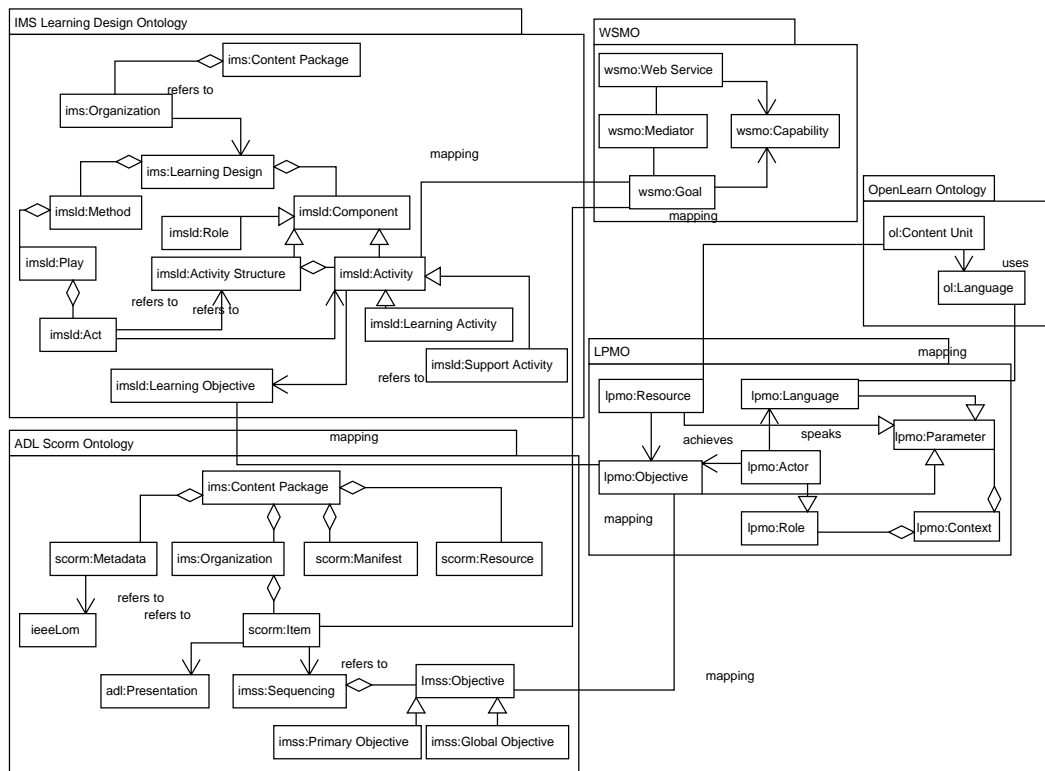 IMS Learning Design Ontology
ims:Content Package
refers to
ims:Organization
ims:Learning Design
imsld:Method
imsld:Component
imsld:Role
imsld:Play
imsld:Activity Structure
imsld:Activity
refers to
refers to
imsld:Act
imsld:Learning Activity
imsld:Support Activity
refers to
imsld:Learning Objective
mapping
WSMO
wsmo:Web Service
wsmo:Mediator
wsmo:Capability
wsmo:Goal
mapping
OpenLearn Ontology
ol:Content Unit
uses
ol:Language
mapping
LPMO
lpmo:Resource
lpmo:Language
achieves
speaks
lpmo:Parameter
lpmo:Objective
lpmo:Actor
mapping
lpmo:Role
lpmo:Context
mapping
ADL Scorm Ontology
ims:Content Package
scorm:Metadata
ims:Organization
scorm:Manifest
scorm:Resource
refers to
refers to
ieeeLom
scorm:Item
refers to
adl:Presentation
imss:Sequencing
Imss:Objective
mapping
imss:Primary Objective
imss:Global Objective